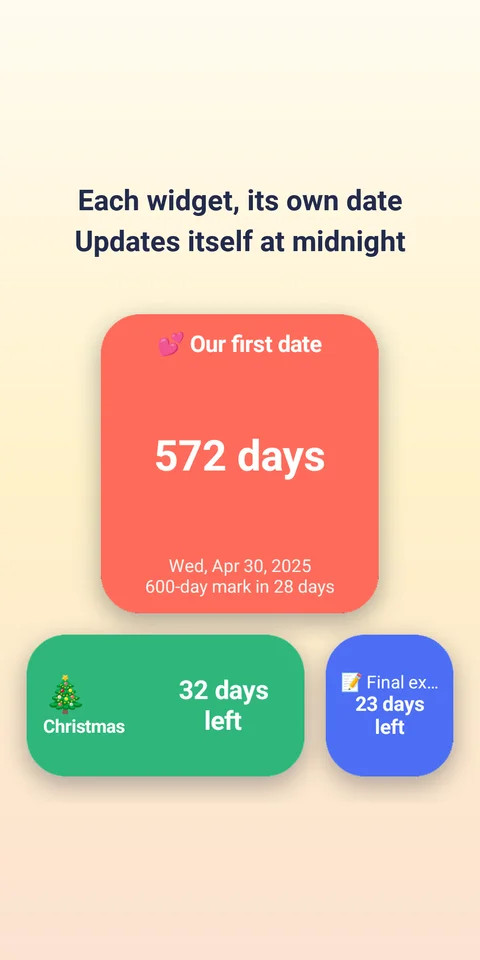 Each widget, its own date
Updates itself at midnight
💕 Our first date
572 days
Wed, Apr 30, 2025
600-day mark in 28 days
🎄
Christmas
32 days
left
📝 Final ex…
23 days
left